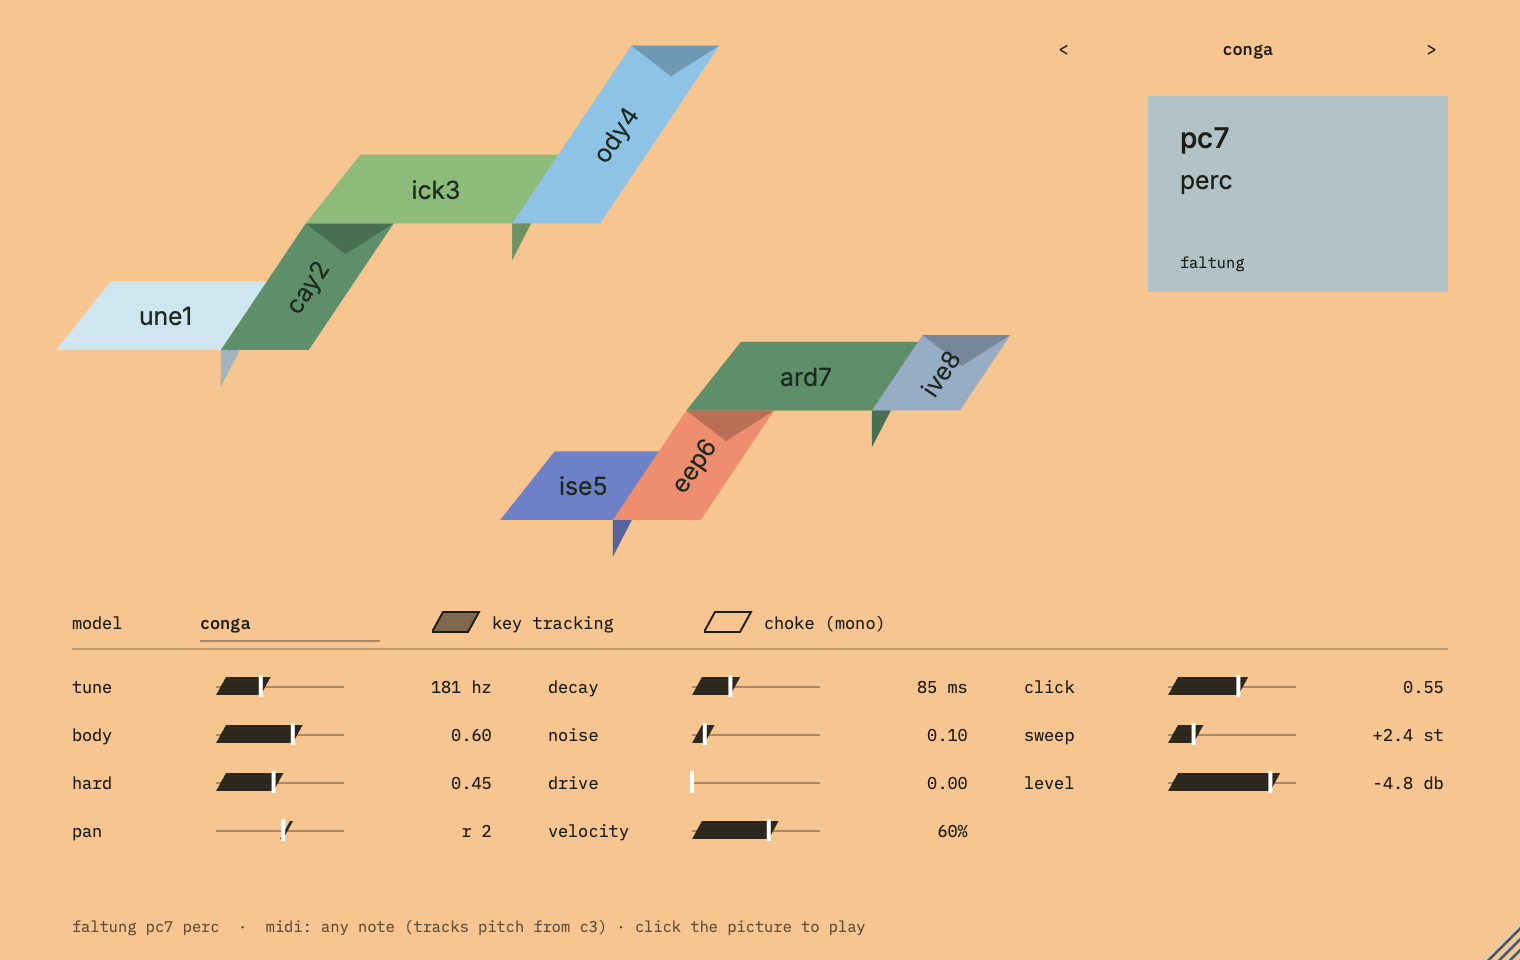 < conga >
pc7
perc
faltung
ody4
ick3
cay2
une1
ard7
ive8
eep6
ise5
model conga key tracking choke (mono)
tune 181 hz decay 85 ms click 0.55
body 0.60 noise 0.10 sweep +2.4 st
hard 0.45 drive 0.00 level -4.8 db
pan r 2 velocity 60%
faltung pc7 perc · midi: any note (tracks pitch from c3) · click the picture to play